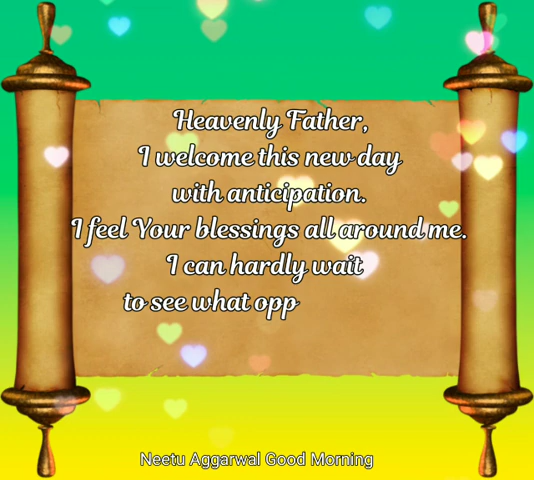 Heavenly Father,
I welcome this new day
with anticipation.
I feel Your blessings all around me.
I can hardly wait
to see what opp
Neetu Aggarwal Good Morning